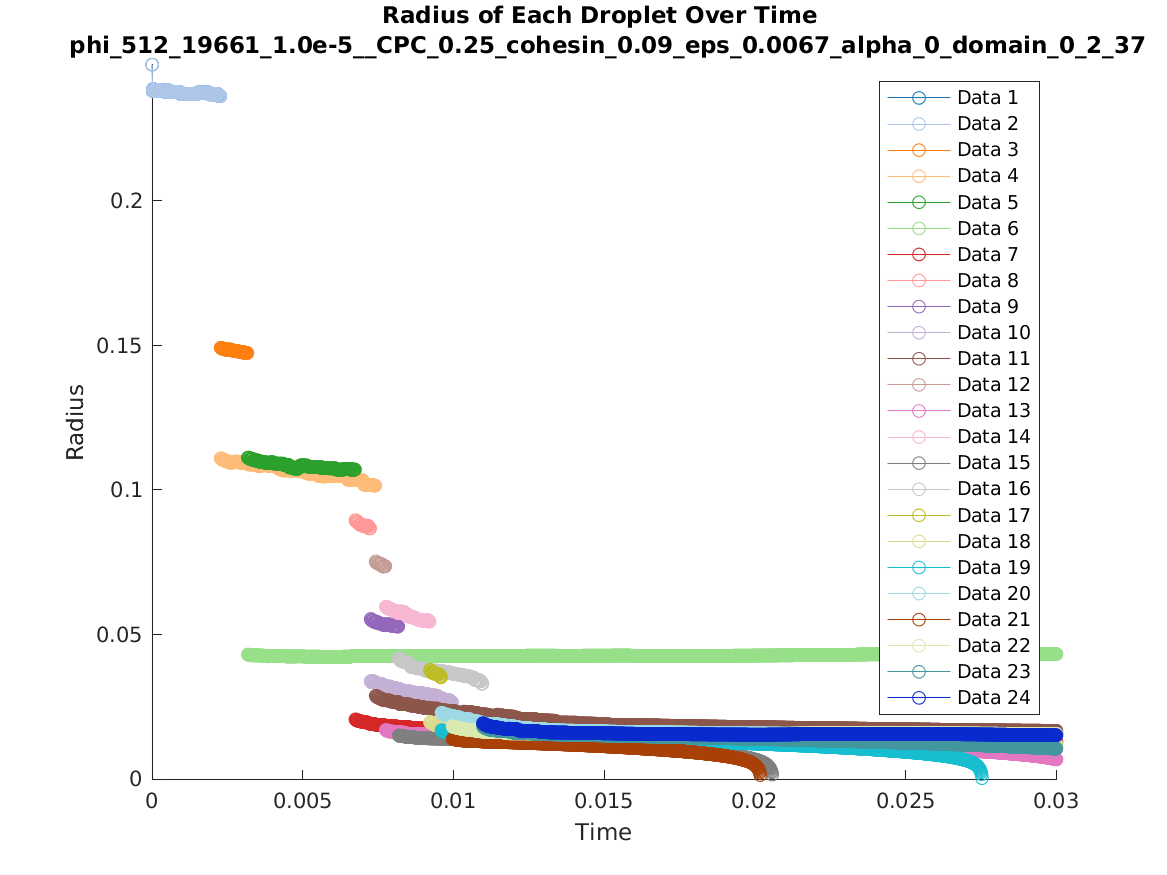 Radius of Each Droplet Over Time
phi_512_19661_1.0e-5__CPC_0.25_cohesin_0.09_eps_0.0067_alpha_0_domain_0_2_37
Radius
0.2
0.15
0.1
0.05
0
0
0.005
0.01
0.015
0.02
0.025
0.03
Time
Data 1
Data 2
Data 3
Data 4
Data 5
Data 6
Data 7
Data 8
Data 9
Data 10
Data 11
Data 12
Data 13
Data 14
Data 15
Data 16
Data 17
Data 18
Data 19
Data 20
Data 21
Data 22
Data 23
Data 24